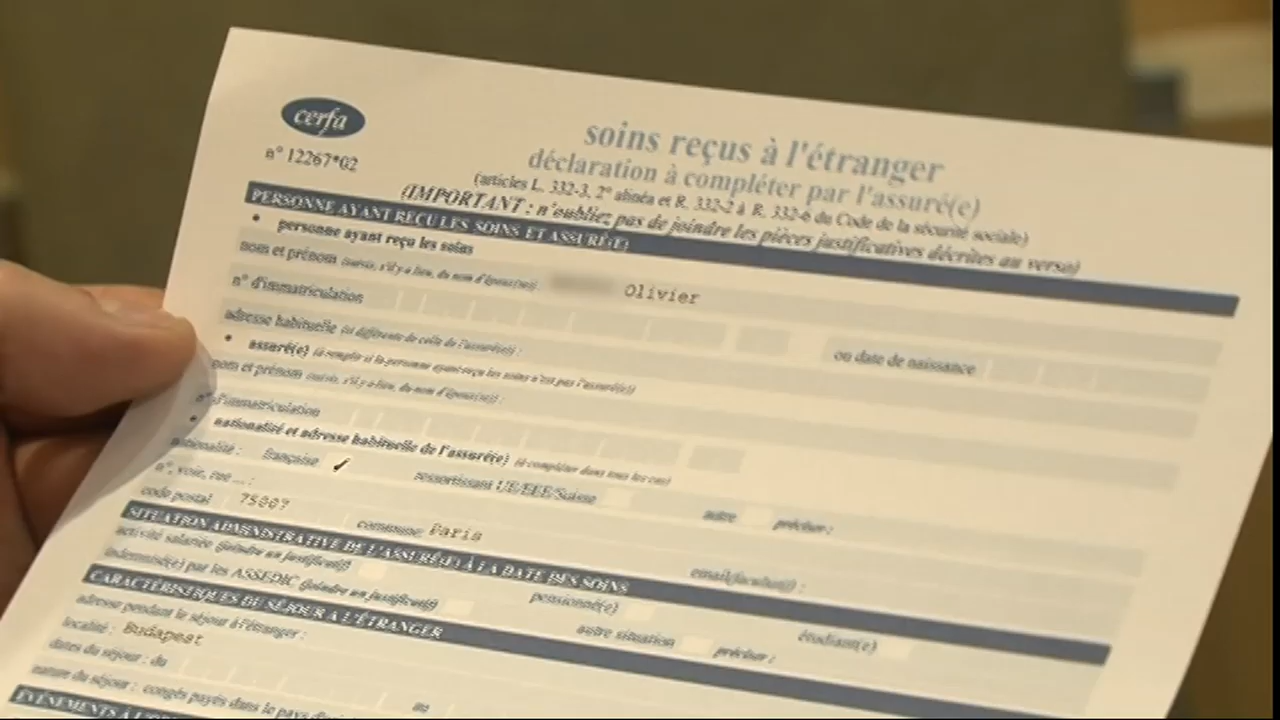 cerfa
n° 12267*02
soins reçus à l'étranger
déclaration à compléter par l'assuré(e)
(articles L. 332-3, 2° alinéa et R. 332-2 à R. 332-6 du Code de la sécurité sociale)
(IMPORTANT : n'oubliez pas de joindre les pièces justificatives décrites au verso)
PERSONNE AYANT REÇU LES SOINS ET ASSURÉ(E)
• personne ayant reçu les soins
nom et prénom (suivis, s'il y a lieu, du nom d'époux(se)) Olivier
n° d'immatriculation ou date de naissance
adresse habituelle (si différente de celle de l'assuré(e)) :
• assuré(e) (à remplir si la personne ayant reçu les soins n'est pas l'assuré(e))
nom et prénom (suivis, s'il y a lieu, du nom d'époux(se)) :
n° d'immatriculation
• nationalité et adresse habituelle de l'assuré(e) (à compléter dans tous les cas)
nationalité : française ✓ ressortissant UE/EEE/Suisse autre préciser :
n°, voie, rue ... :
code postal 75007 commune Paris email(facultatif) :
SITUATION ADMINISTRATIVE DE L'ASSURÉ(E) À LA DATE DES SOINS
activité salariée (joindre un justificatif) pensionné(e) étudiant(e)
indemnisé(e) par les ASSEDIC (joindre un justificatif) autre situation préciser :
CARACTÉRISTIQUES DU SÉJOUR À L'ÉTRANGER
adresse pendant le séjour à l'étranger :
localité : Budapest
dates du séjour : du au
nature du séjour : congés payés dans le pays
ÉVÉNEMENTS À